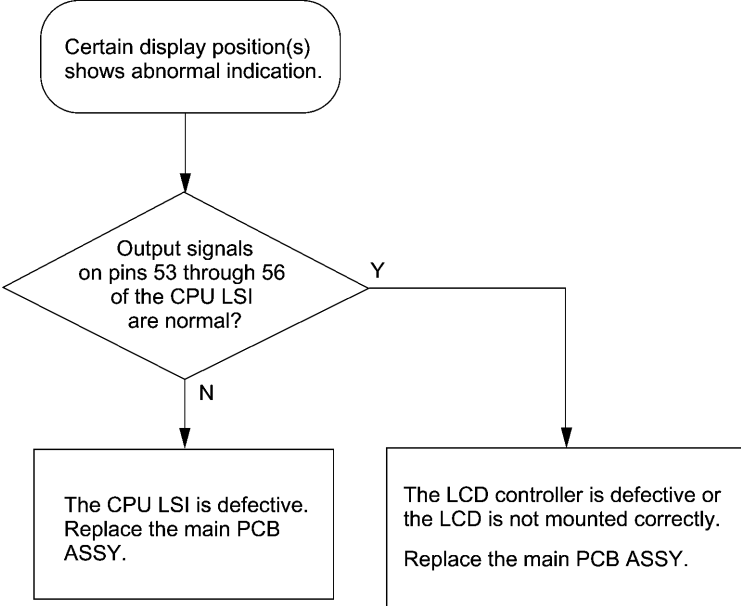 Certain display position(s)
shows abnormal indication.
Output signals
on pins 53 through 56
of the CPU LSI
are normal?
Y
N
The CPU LSI is defective.
Replace the main PCB
ASSY.
The LCD controller is defective or
the LCD is not mounted correctly.
Replace the main PCB ASSY.